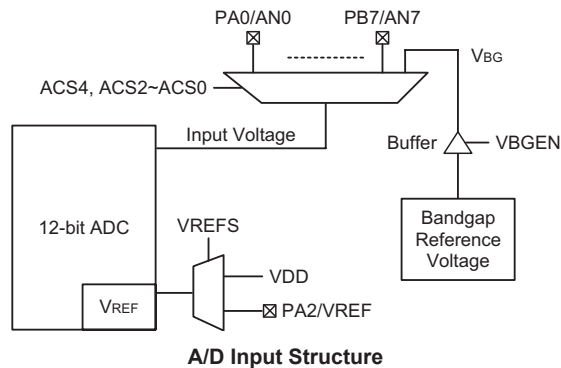 PA0/AN0
PB7/AN7
VBG
ACS4, ACS2~ACS0
Input Voltage
Buffer
VBGEN
12-bit ADC
Bandgap
Reference
Voltage
VREFS
VDD
VREF
PA2/VREF
A/D Input Structure